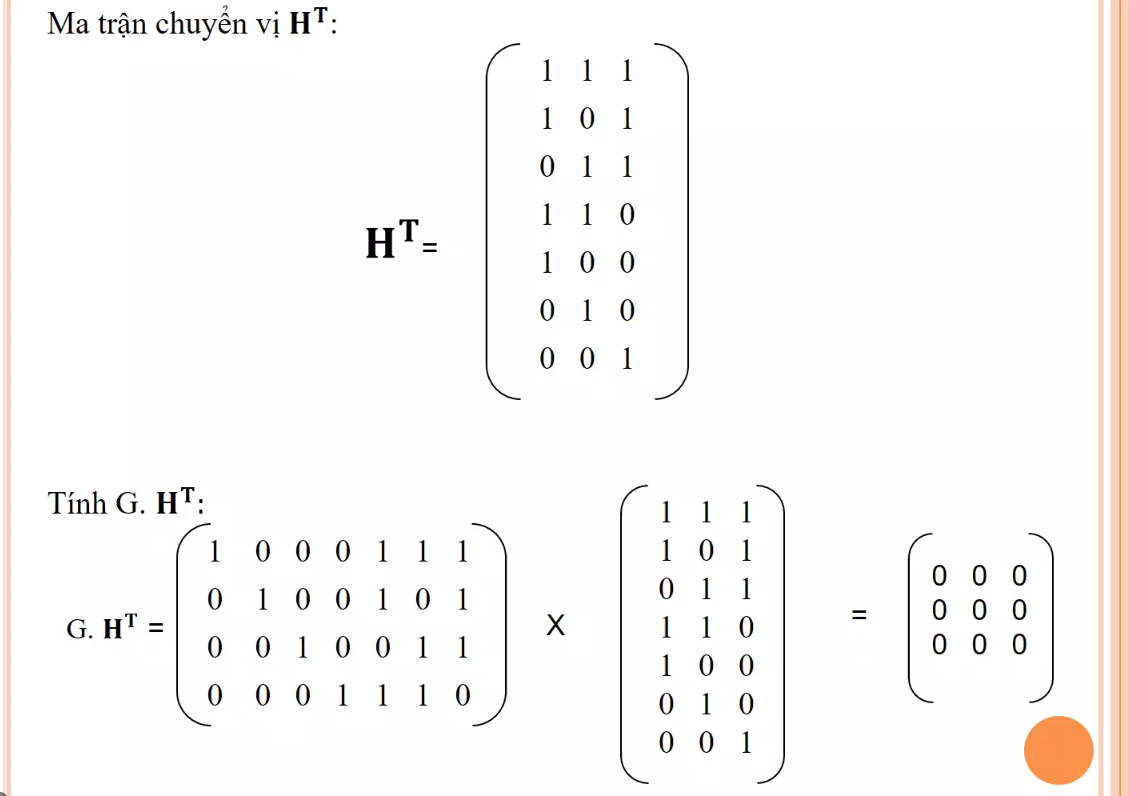 Ma trận chuyển vị H^T:
1 1 1
1 0 1
0 1 1
1 1 0
H^T=
1 0 0
0 1 0
0 0 1
Tính G. H^T:
G. H^T =
1 0 0 0 1 1 1
0 1 0 0 1 0 1
0 0 1 0 0 1 1
0 0 0 1 1 1 0
X
1 1 1
1 0 1
0 1 1
1 1 0
1 0 0
0 1 0
0 0 1
=
0 0 0
0 0 0
0 0 0